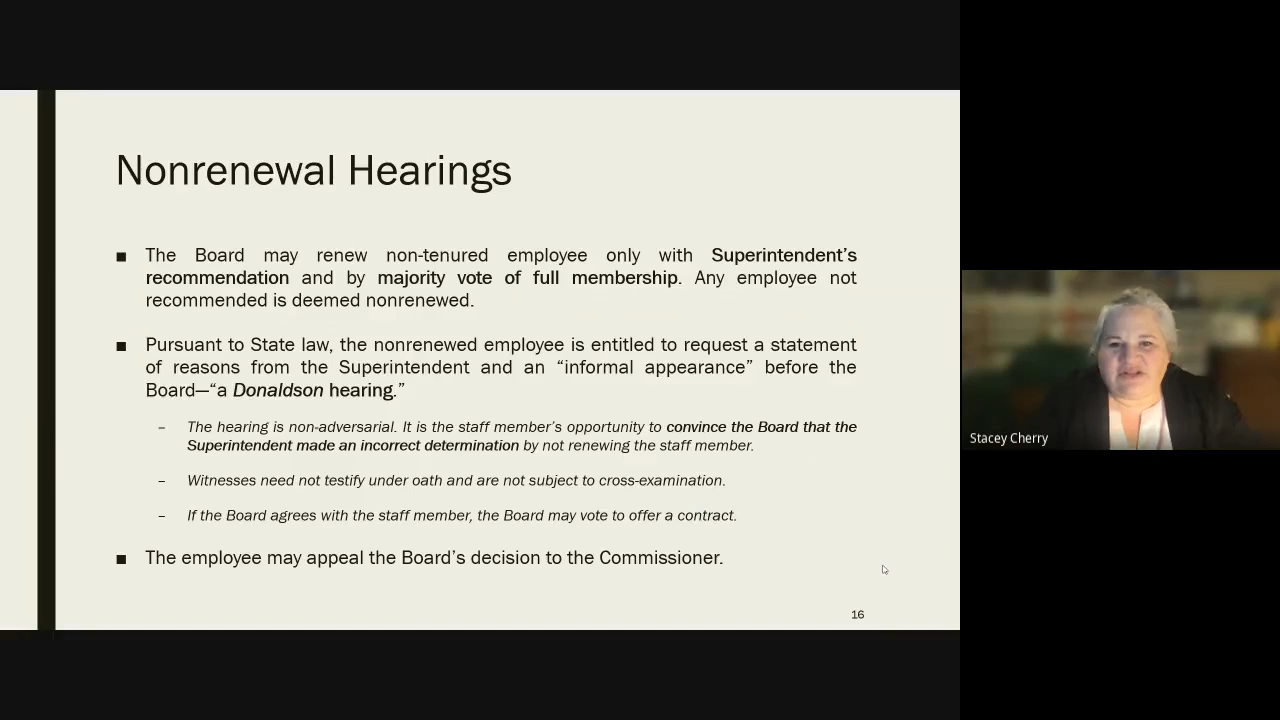 Nonrenewal Hearings
■ The Board may renew non-tenured employee only with Superintendent’s
recommendation and by majority vote of full membership. Any employee not
recommended is deemed nonrenewed.
■ Pursuant to State law, the nonrenewed employee is entitled to request a statement
of reasons from the Superintendent and an “informal appearance” before the
Board—“a Donaldson hearing.”
– The hearing is non-adversarial. It is the staff member’s opportunity to convince the Board that the
Superintendent made an incorrect determination by not renewing the staff member.
– Witnesses need not testify under oath and are not subject to cross-examination.
– If the Board agrees with the staff member, the Board may vote to offer a contract.
■ The employee may appeal the Board’s decision to the Commissioner.
16
Stacey Cherry